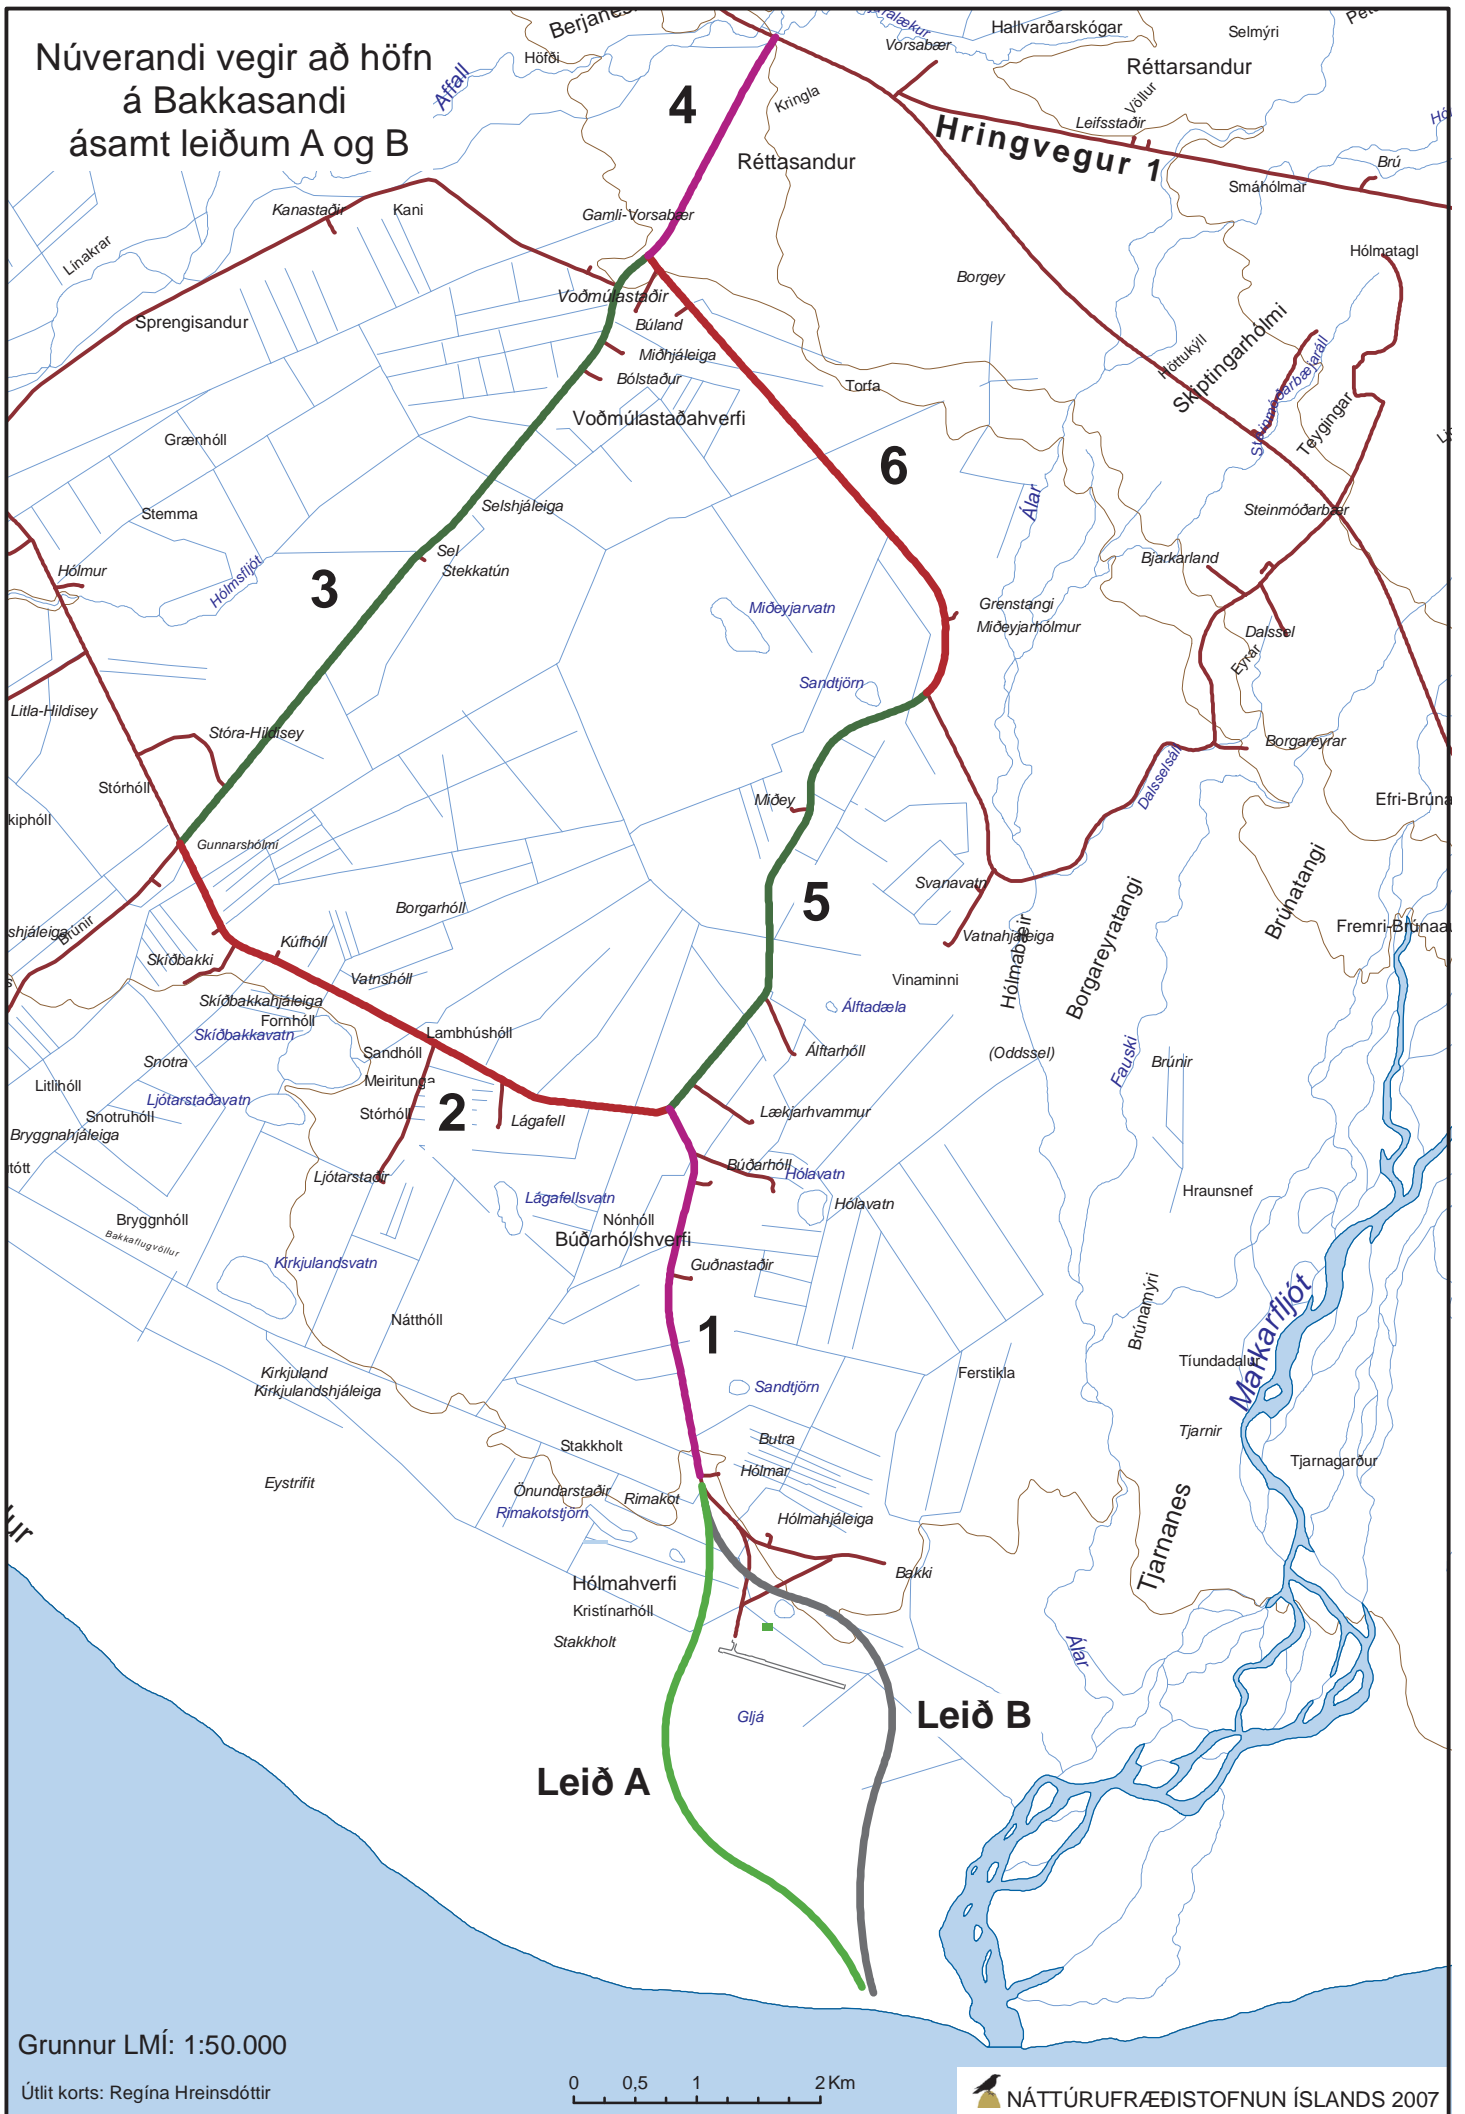 Núverandi vegir að höfn
á Bakkasandi
ásamt leiðum A og B
Höfði
Affall
Vorsabær
Hallvarðarskógar
Selmýri
Réttarsandur
4
Kringla
Völlur
Leifsstaðir
Hringvegur 1
Réttasandur
Brú
Smáhólmar
Kanastaðir
Kani
Gamli-Vorsabær
Línakrar
Hólmatagl
Borgey
Voðmúlastaðir
Sprengisandur
Búland
Miðhjáleiga
Bólstaður
Höttukýll
Skiptingarhólmi
Steinmóðarbæjaráll
Torfa
Voðmúlastaðahverfi
Teygingar
Grænhóll
6
Álar
Selshjáleiga
Stemma
Steinmóðarbær
Sel
Stekkatún
Bjarkarland
Hólmur
Hólmsfljót
3
Miðeyjarvatn
Grenstangi
Miðeyjarhólmur
Dalssel
Eyrar
Sandtjörn
Litla-Hildisey
Stóra-Hildisey
Borgareyrar
Stórhóll
Dalsselsáll
Miðey
Gunnarshólmi
Svanavatn
Borgareyratangi
Brúnatangi
5
Borgarhóll
Brúnir
Kúfhóll
Skíðbakki
Vatnahjáleiga
Hólmabæir
Vatnshóll
Vinaminni
Skíðbakkahjáleiga
Fornhóll
Álftadæla
Skíðbakkavatn
Lambhúshóll
Sandhóll
Álftarhóll
(Oddssel)
Fauski
Brúnir
Snotra
Meiritunga
Litlihóll
Ljótarstaðavatn
Stórhóll
2
Lágafell
Lækjarhvammur
Snotruhóll
Bryggnahjáleiga
Ljótarstaðir
Búðarhóll
Hólavatn
Lágafellsvatn
Hólavatn
Hraunsnef
Bryggnhóll
Nónhóll
Búðarhólshverfi
Bakkaflugvöllur
Kirkjulandsvatn
Guðnastaðir
Markarfljót
Brúnamýri
Nátthóll
1
Tíundadalur
Kirkjuland
Kirkjulandshjáleiga
Sandtjörn
Ferstikla
Stakkholt
Butra
Tjarnir
Tjarnagarður
Hólmar
Eystrifit
Önundarstaðir
Rimakot
Rimakotstjörn
Hólmahjáleiga
Tjarnanes
Bakki
Hólmahverfi
Kristínarhóll
Stakkholt
Álar
Gljá
Leið B
Leið A
Grunnur LMÍ: 1:50.000
Útlit korts: Regína Hreinsdóttir
0 0,5 1 2 Km
NÁTTÚRUFRÆÐISTOFNUN ÍSLANDS 2007